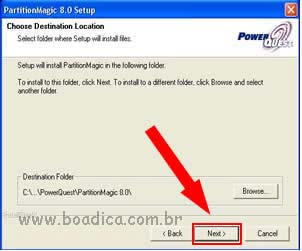 PartitionMagic 8.0 Setup
Choose Destination Location
Select folder where Setup will install files.
POWERQUEST
Setup will install PartitionMagic in the following folder.
To install to this folder, click Next. To install to a different folder, click Browse and select
another folder.
Destination Folder
C:\...\PowerQuest\PartitionMagic 8.0\
Browse...
www.boadica.com.br
< Back
Next >
Cancel